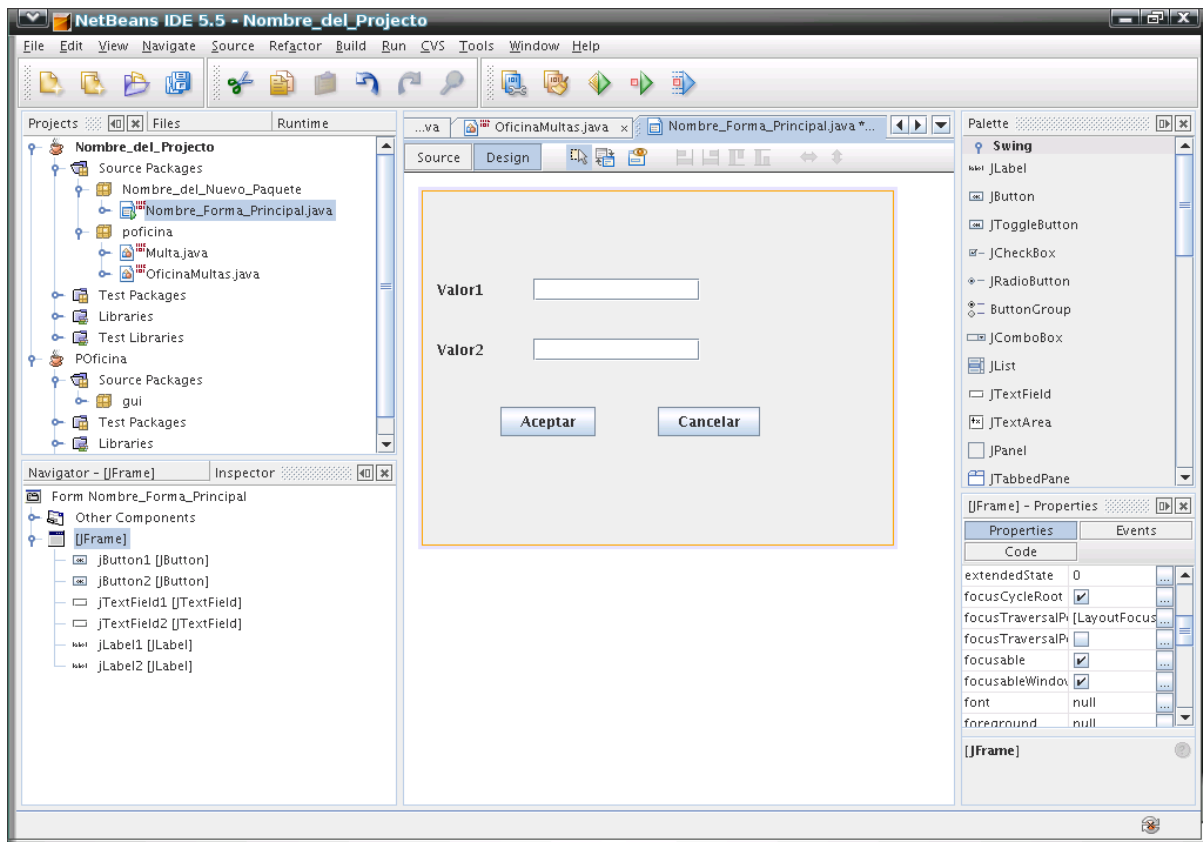 NetBeans IDE 5.5 - Nombre_del_Projecto
File Edit View Navigate Source Refactor Build Run CVS Tools Window Help
Projects Files Runtime
Nombre_del_Projecto
Source Packages
Nombre_del_Nuevo_Paquete
Nombre_Forma_Principal.java
poficina
Multa.java
OficinaMultas.java
Test Packages
Libraries
Test Libraries
POficina
Source Packages
gui
Test Packages
Libraries
Navigator - [JFrame] Inspector
Form Nombre_Forma_Principal
Other Components
[JFrame]
jButton1 [JButton]
jButton2 [JButton]
jTextField1 [JTextField]
jTextField2 [JTextField]
jLabel1 [JLabel]
jLabel2 [JLabel]
...va OficinaMultas.java x Nombre_Forma_Principal.java *...
Source Design
Valor1
Valor2
Aceptar Cancelar
Palette
Swing
JLabel
JButton
JToggleButton
JCheckBox
JRadioButton
ButtonGroup
JComboBox
JList
JTextField
JTextArea
JPanel
JTabbedPane
[JFrame] - Properties
Properties Events
Code
extendedState 0 ...
focusCycleRoot ...
focusTraversalP [LayoutFocus ...
focusTraversalP ...
focusable ...
focusableWindov ...
font null ...
foreground null
[JFrame]